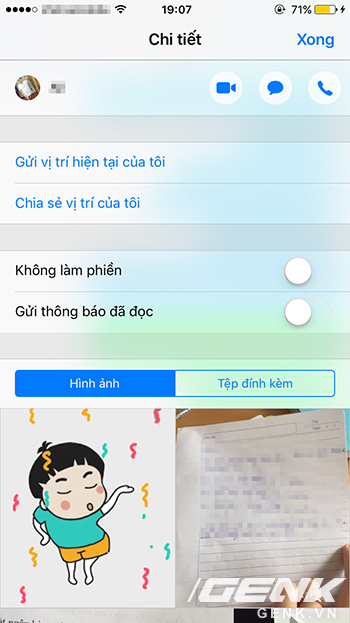 19:07
71%
Chi tiết
Xong
Gửi vị trí hiện tại của tôi
Chia sẻ vị trí của tôi
Không làm phiền
Gửi thông báo đã đọc
Hình ảnh
Tệp đính kèm
GENK
GENK.VN